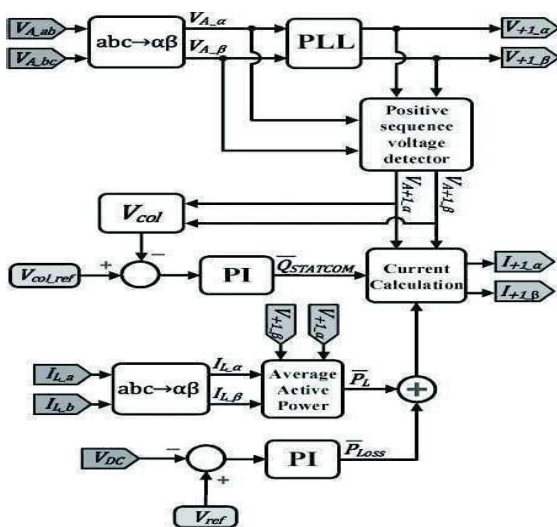 V_A_ab
V_A_bc
abc→αβ
V_A_α
V_A_β
PLL
V_+1_α
V_+1_β
Positive
sequence
voltage
detector
V_A+1_α
V_A+1_β
V_col
V_col_ref
+
−
PI
Q̅_STATCOM
Current
Calculation
I_+1_α
I_+1_β
V_+1_β
V_+1_α
I_L_a
I_L_b
abc→αβ
I_L_α
I_L_β
Average
Active
Power
P̅_L
+
V_DC
−
+
PI
P̅_Loss
V_ref